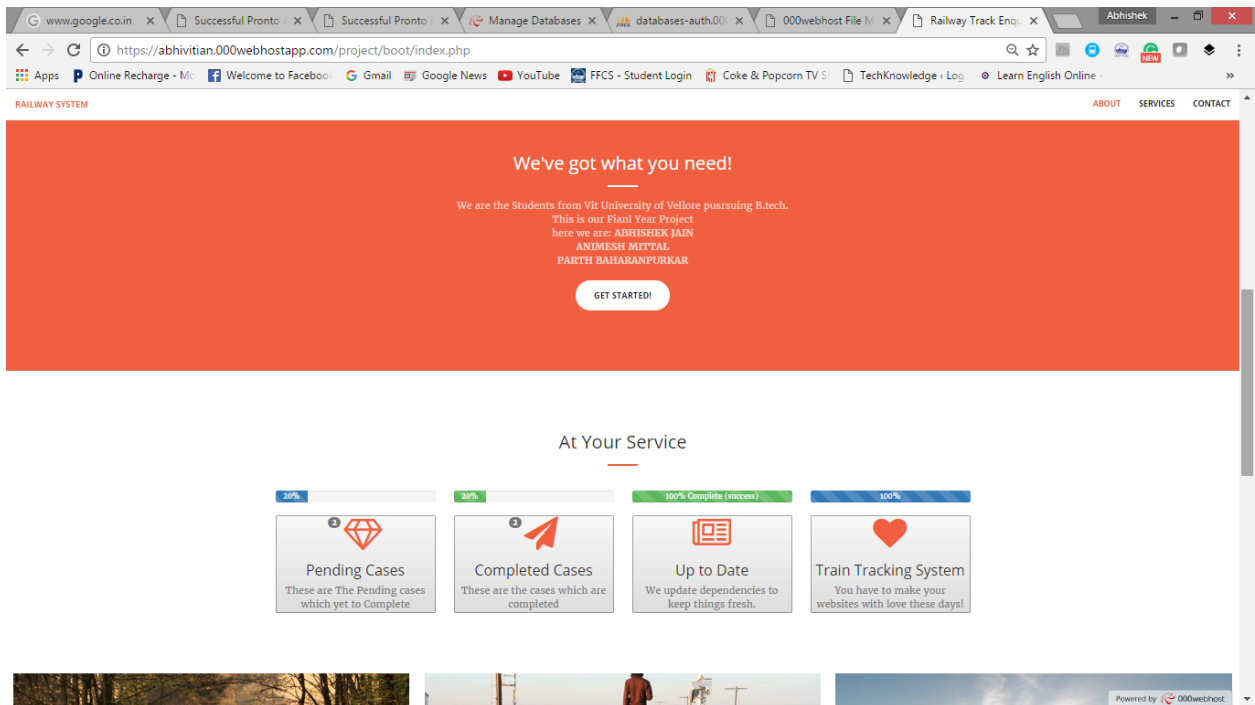 www.google.co.in
Successful Pronto
Successful Pronto
Manage Databases
databases-auth.00
000webhost File M
Railway Track Enqu
Abhishek
https://abhivitian.000webhostapp.com/project/boot/index.php
NEW
Apps
Online Recharge - Mo
Welcome to Facebook
Gmail
Google News
YouTube
FFCS - Student Login
Coke & Popcorn TV S
TechKnowledge ‹ Log
Learn English Online -
»
RAILWAY SYSTEM
ABOUT SERVICES CONTACT
We've got what you need!
We are the Students from Vit University of Vellore pusrsuing B.tech.
This is our Fianl Year Project
here we are: ABHISHEK JAIN
ANIMESH MITTAL
PARTH BAHARANPURKAR
GET STARTED!
At Your Service
20%
20%
100% Complete (success)
100%
2
Pending Cases
These are The Pending cases
which yet to Complete
2
Completed Cases
These are the cases which are
completed
Up to Date
We update dependencies to
keep things fresh.
Train Tracking System
You have to make your
websites with love these days!
Powered by 000webhost